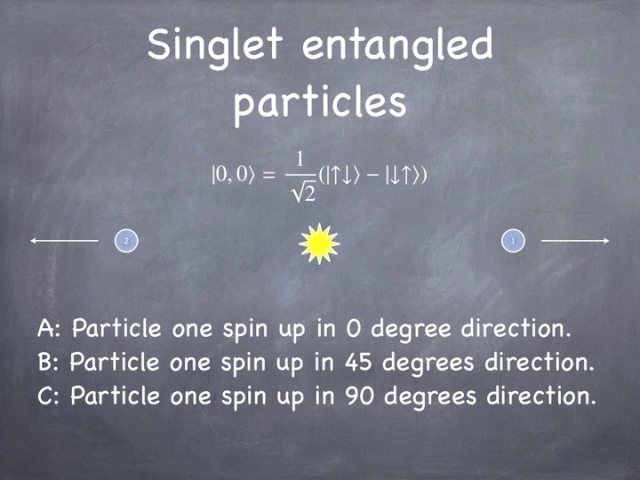 Singlet entangled
particles
|0, 0⟩ = 1/√2 (|↑↓⟩ − |↓↑⟩)
2 1
A: Particle one spin up in 0 degree direction.
B: Particle one spin up in 45 degrees direction.
C: Particle one spin up in 90 degrees direction.